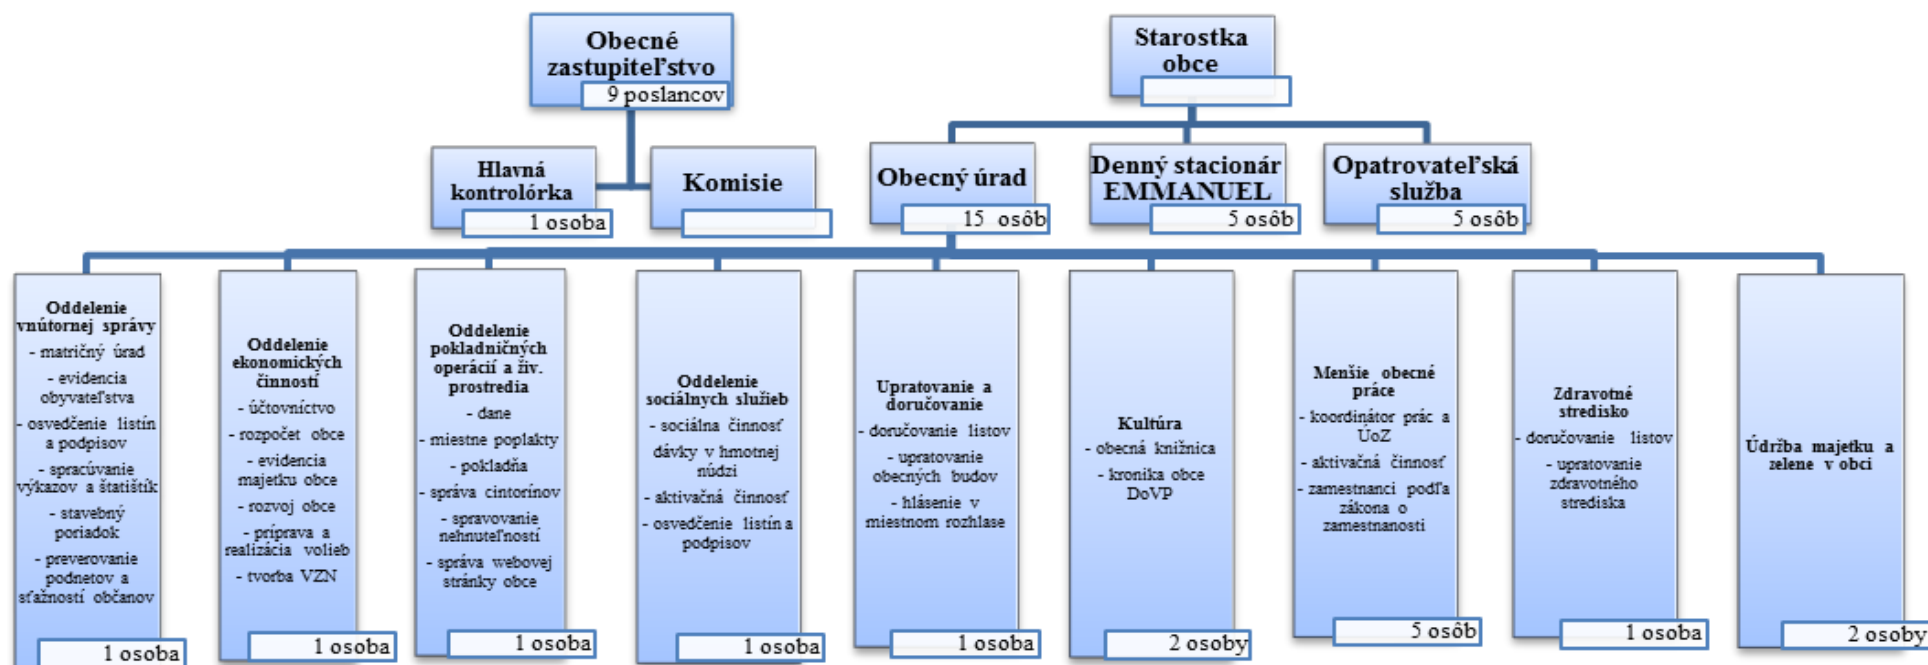 Obecné
zastupiteľstvo
9 poslancov
Starostka
obce
Hlavná
kontrolórka
1 osoba
Komisie
Obecný úrad
15 osôb
Denný stacionár
EMMANUEL
5 osôb
Opatrovateľská
služba
5 osôb
Oddelenie
vnútornej správy
- matričný úrad
- evidencia
obyvateľstva
- osvedčenie listín
a podpisov
- spracúvanie
výkazov a štatištík
- stavebný
poriadok
- preverovanie
podnetov a
sťažností občanov
1 osoba
Oddelenie
ekonomických
činností
- účtovníctvo
- rozpočet obce
- evidencia
majetku obce
- rozvoj obce
- príprava a
realizácia volieb
- tvorba VZN
1 osoba
Oddelenie
pokladničných
operácií a živ.
prostredia
- dane
- miestne poplakty
- pokladňa
- správa cintorínov
- spravovanie
nehnuteľností
- správa webovej
stránky obce
1 osoba
Oddelenie
sociálnych služieb
- sociálna činnosť
dávky v hmotnej
núdzi
- aktivačná činnosť
- osvedčenie listín a
podpisov
1 osoba
Upratovanie a
doručovanie
- doručovanie listov
- upratovanie
obecných budov
- hlásenie v
miestnom rozhlase
1 osoba
Kultúra
- obecná knižnica
- kronika obce
DoVP
2 osoby
Menšie obecné
práce
- koordinátor prác a
ÚoZ
- aktivačná činnosť
- zamestnanci podľa
zákona o
zamestnanosti
5 osôb
Zdravotné
stredisko
- doručovanie listov
- upratovanie
zdravotného
strediska
1 osoba
Údržba majetku a
zelene v obci
2 osoby